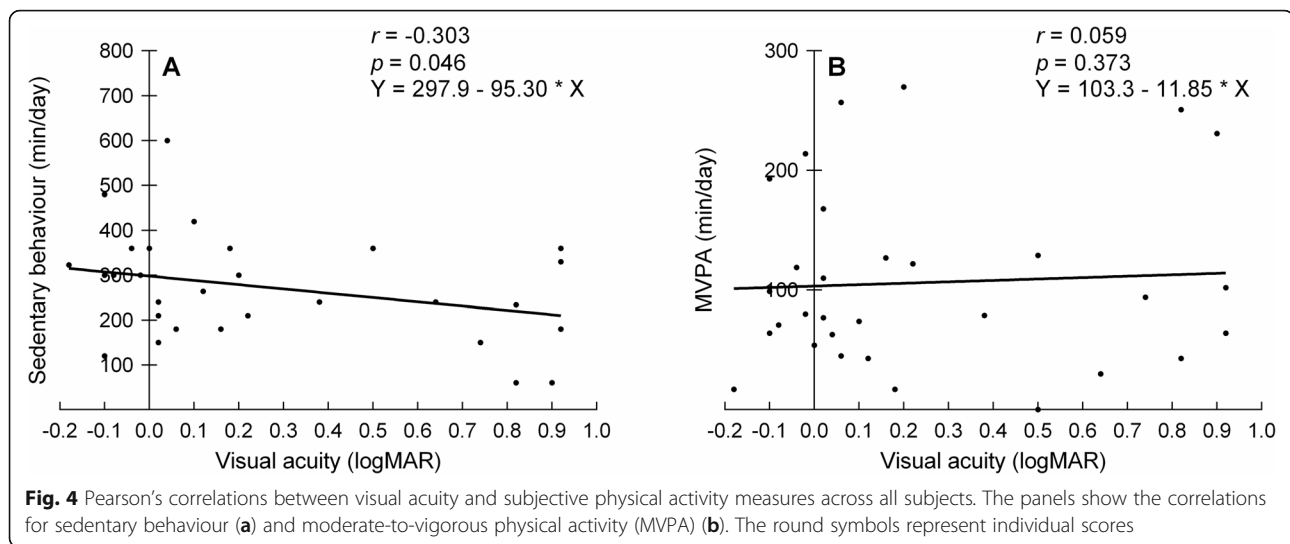 A
r = -0.303
p = 0.046
Y = 297.9 - 95.30 * X
800
700
600
500
400
300
200
100
Sedentary behaviour (min/day)
-0.2 -0.1 0.0 0.1 0.2 0.3 0.4 0.5 0.6 0.7 0.8 0.9 1.0
Visual acuity (logMAR)
B
r = 0.059
p = 0.373
Y = 103.3 - 11.85 * X
300
200
100
MVPA (min/day)
-0.2 -0.1 0.0 0.1 0.2 0.3 0.4 0.5 0.6 0.7 0.8 0.9 1.0
Visual acuity (logMAR)
Fig. 4 Pearson's correlations between visual acuity and subjective physical activity measures across all subjects. The panels show the correlations
for sedentary behaviour (a) and moderate-to-vigorous physical activity (MVPA) (b). The round symbols represent individual scores